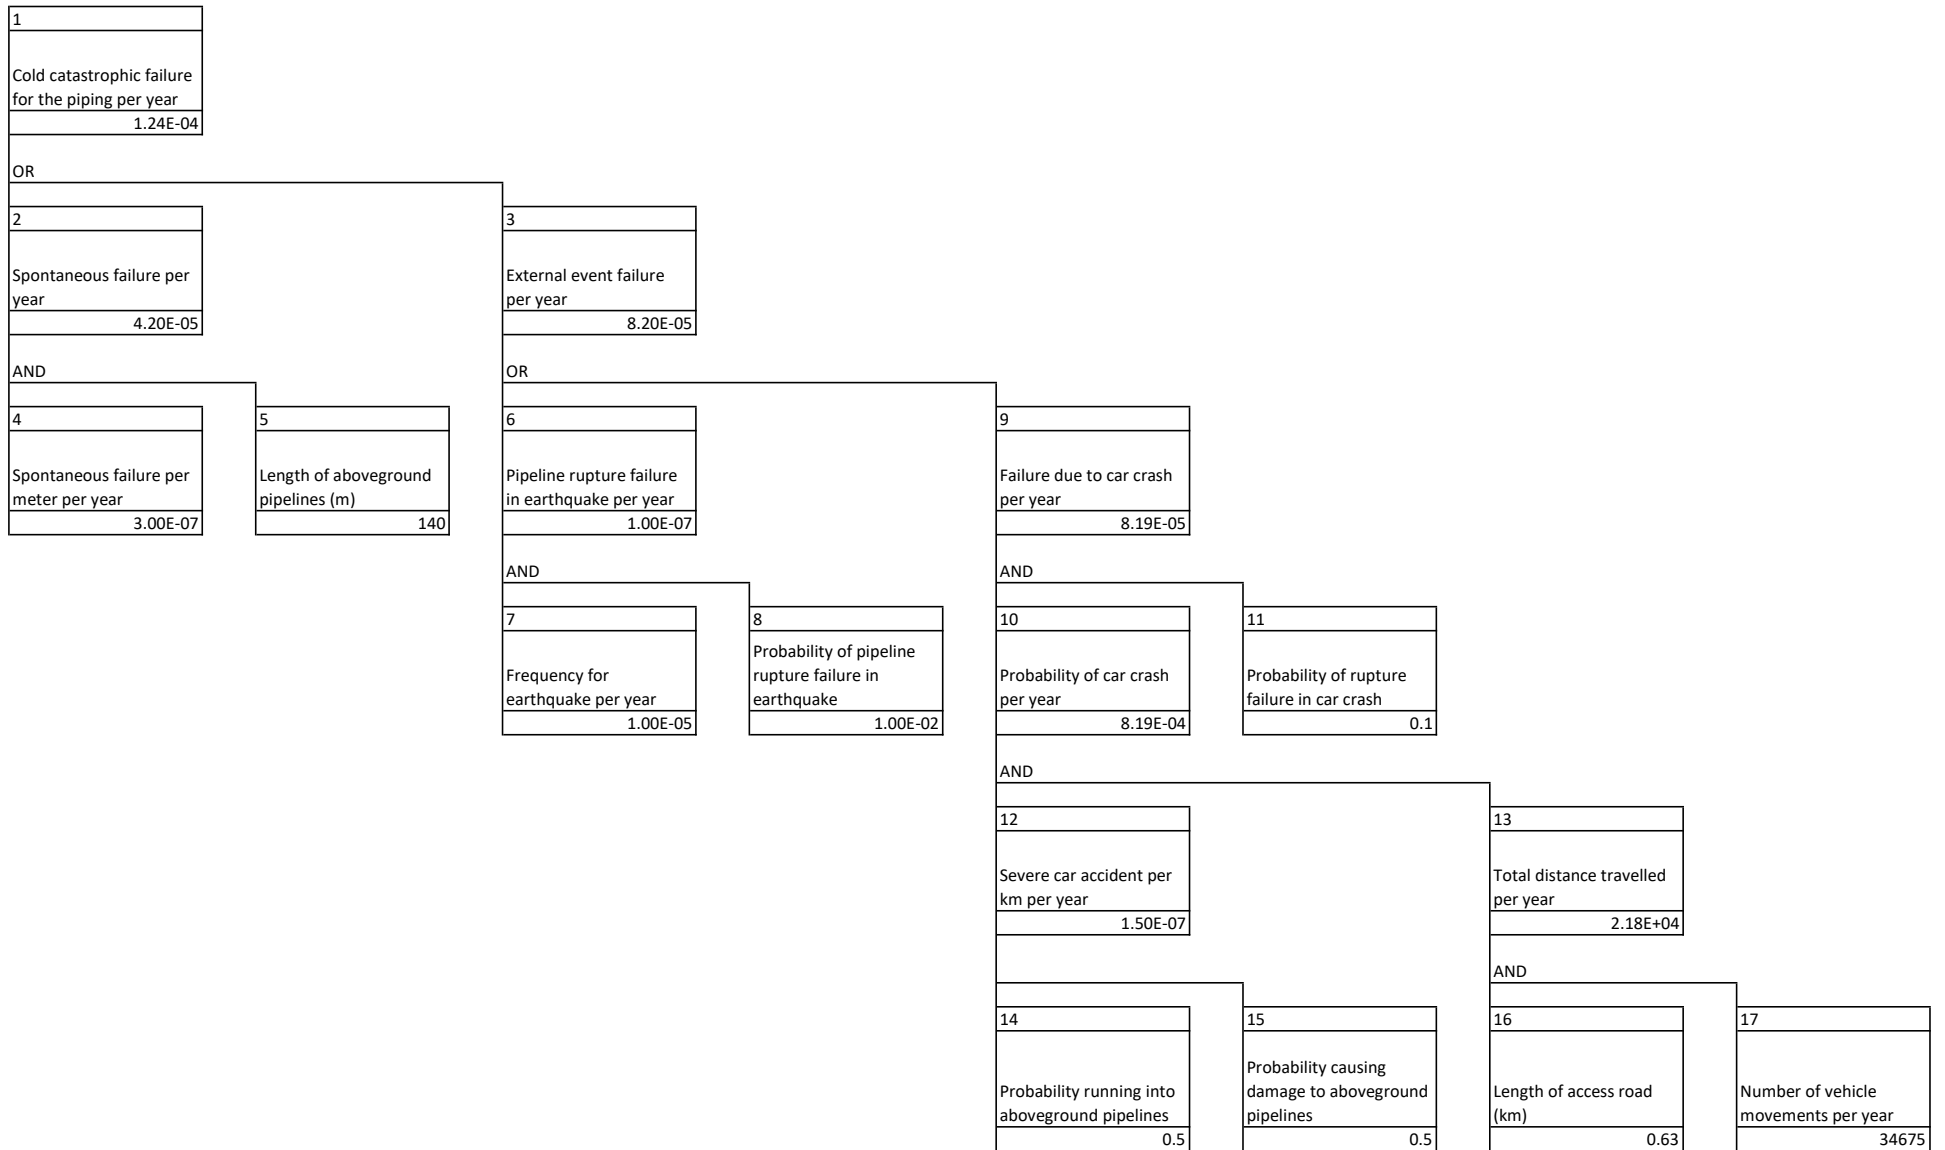 1
Cold catastrophic failure
for the piping per year
1.24E-04
OR
2
Spontaneous failure per
year
4.20E-05
3
External event failure
per year
8.20E-05
AND
OR
4
Spontaneous failure per
meter per year
3.00E-07
5
Length of aboveground
pipelines (m)
140
6
Pipeline rupture failure
in earthquake per year
1.00E-07
9
Failure due to car crash
per year
8.19E-05
AND
AND
7
Frequency for
earthquake per year
1.00E-05
8
Probability of pipeline
rupture failure in
earthquake
1.00E-02
10
Probability of car crash
per year
8.19E-04
11
Probability of rupture
failure in car crash
0.1
AND
12
Severe car accident per
km per year
1.50E-07
13
Total distance travelled
per year
2.18E+04
AND
14
Probability running into
aboveground pipelines
0.5
15
Probability causing
damage to aboveground
pipelines
0.5
16
Length of access road
(km)
0.63
17
Number of vehicle
movements per year
34675